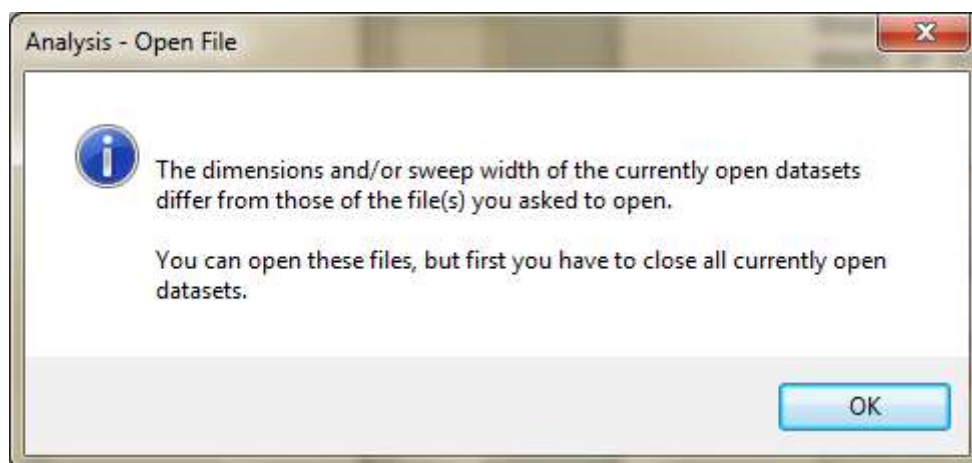 Analysis - Open File
The dimensions and/or sweep width of the currently open datasets
differ from those of the file(s) you asked to open.
You can open these files, but first you have to close all currently open
datasets.
OK